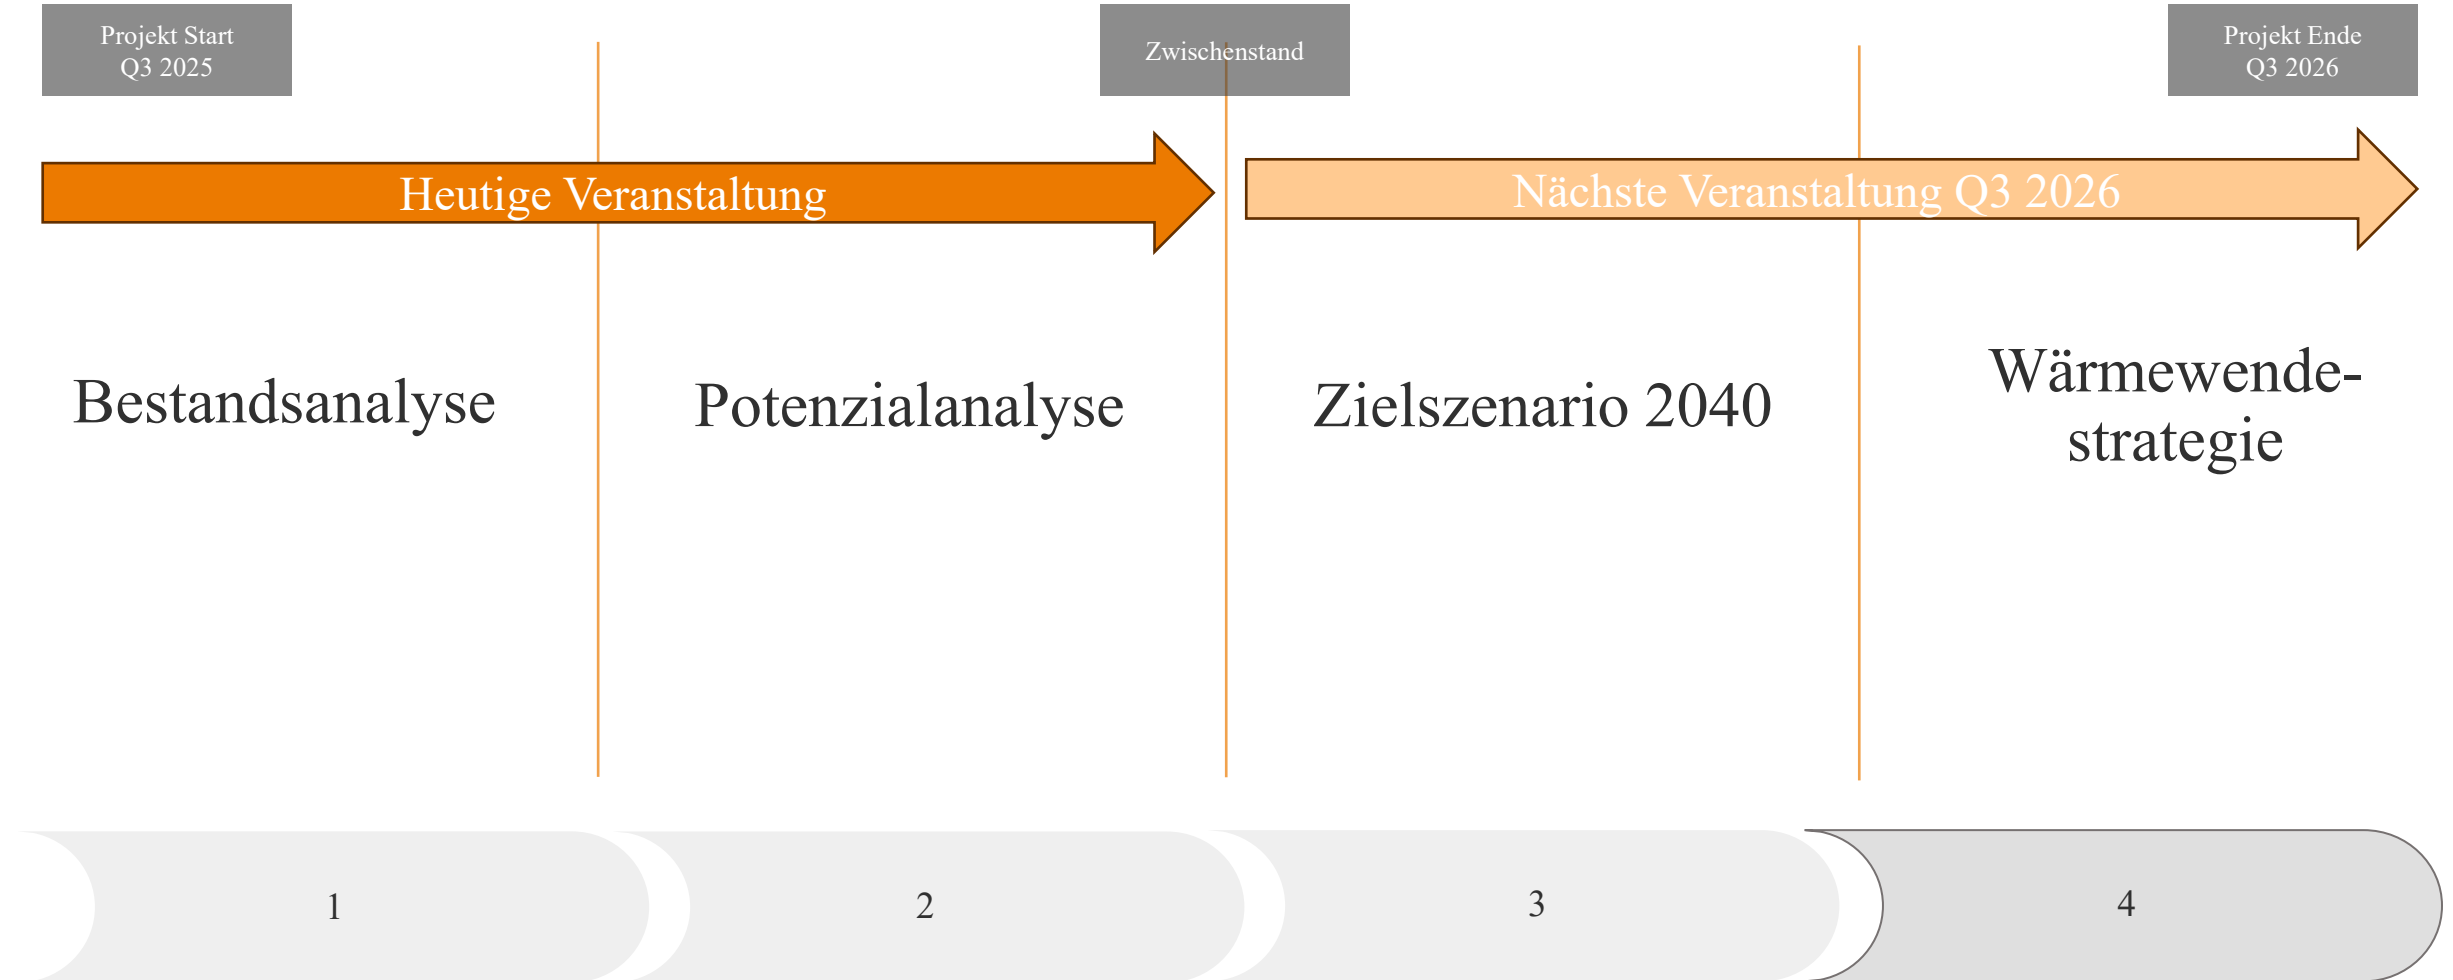 Projekt Start
Q3 2025
Zwischenstand
Projekt Ende
Q3 2026
Heutige Veranstaltung
Nächste Veranstaltung Q3 2026
Bestandsanalyse
Potenzialanalyse
Zielszenario 2040
Wärmewende-
strategie
1
2
3
4